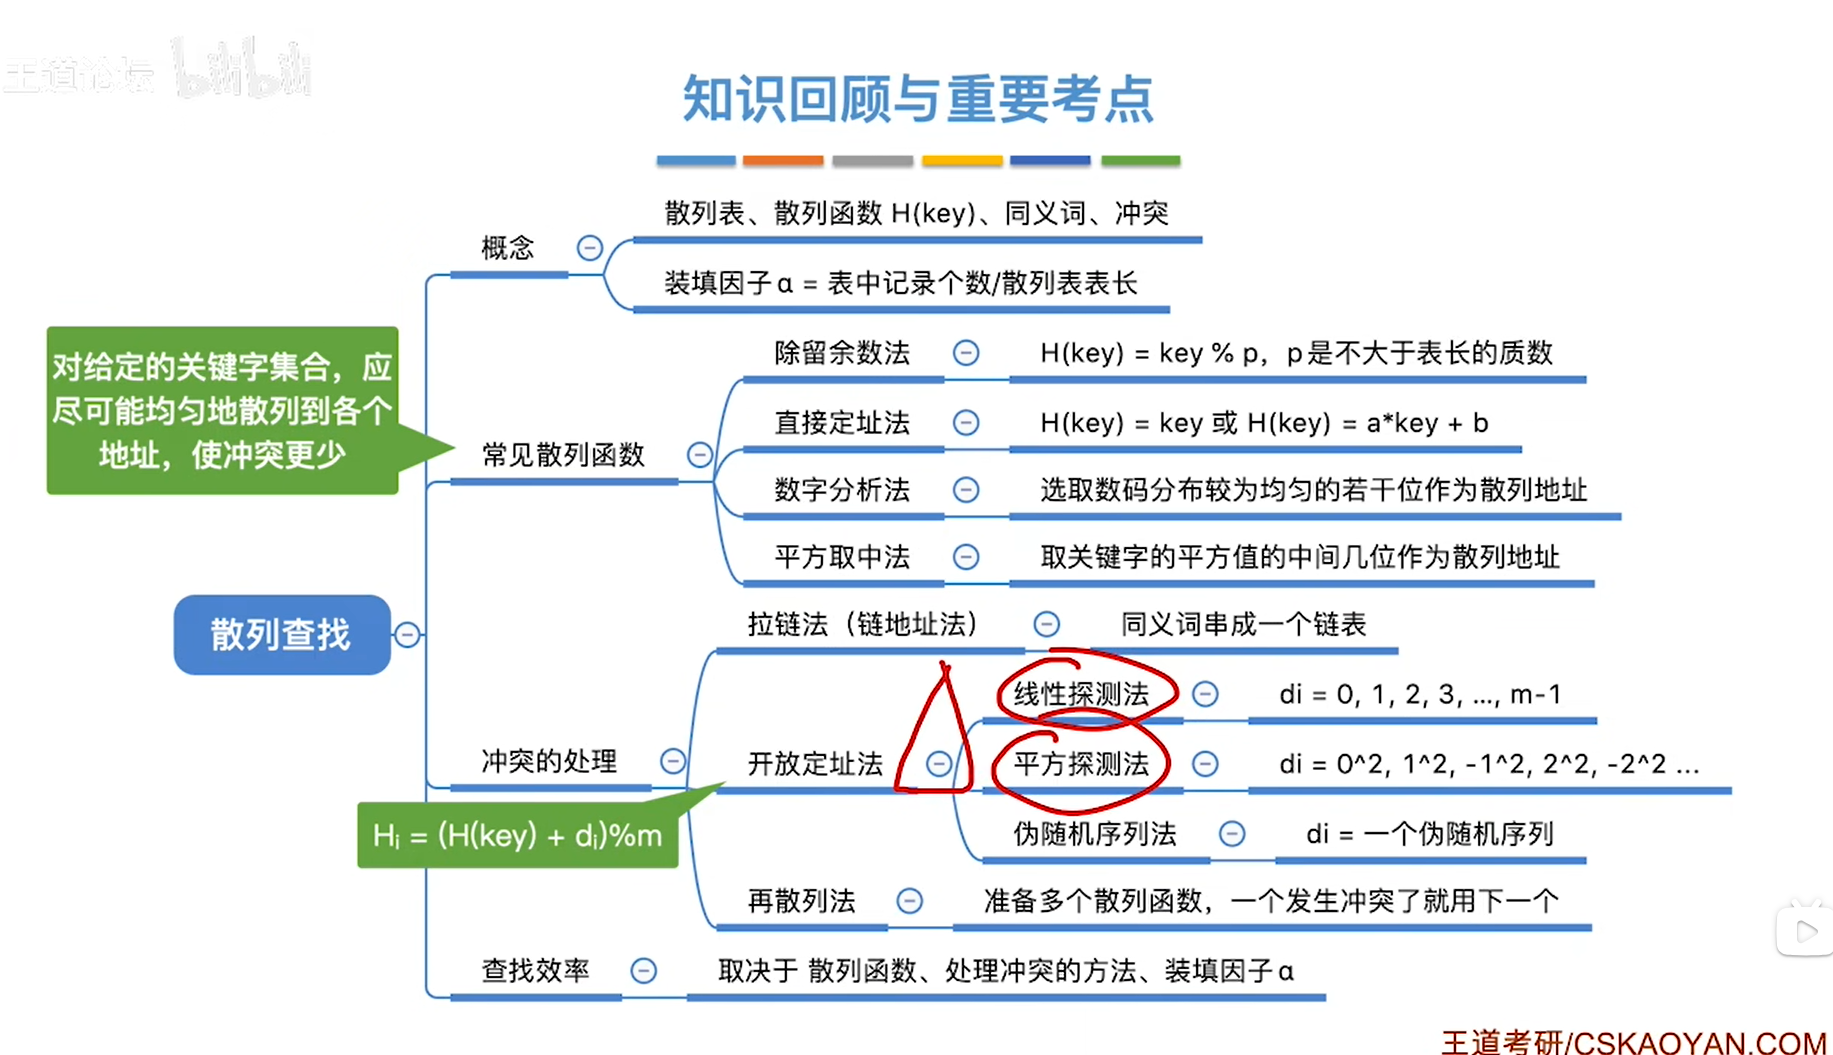 王道论坛 bilibili
知识回顾与重要考点
散列表、散列函数 H(key)、同义词、冲突
概念
装填因子 α = 表中记录个数/散列表表长
对给定的关键字集合，应
尽可能均匀地散列到各个
地址，使冲突更少
除留余数法
H(key) = key % p，p 是不大于表长的质数
直接定址法
H(key) = key 或 H(key) = a*key + b
常见散列函数
数字分析法
选取数码分布较为均匀的若干位作为散列地址
平方取中法
取关键字的平方值的中间几位作为散列地址
散列查找
拉链法（链地址法）
同义词串成一个链表
线性探测法
di = 0, 1, 2, 3, ..., m-1
冲突的处理
开放定址法
平方探测法
di = 0^2, 1^2, -1^2, 2^2, -2^2 ...
Hᵢ = (H(key) + dᵢ)%m
伪随机序列法
di = 一个伪随机序列
再散列法
准备多个散列函数，一个发生冲突了就用下一个
查找效率
取决于 散列函数、处理冲突的方法、装填因子 α
王道考研/CSKAOYAN.COM